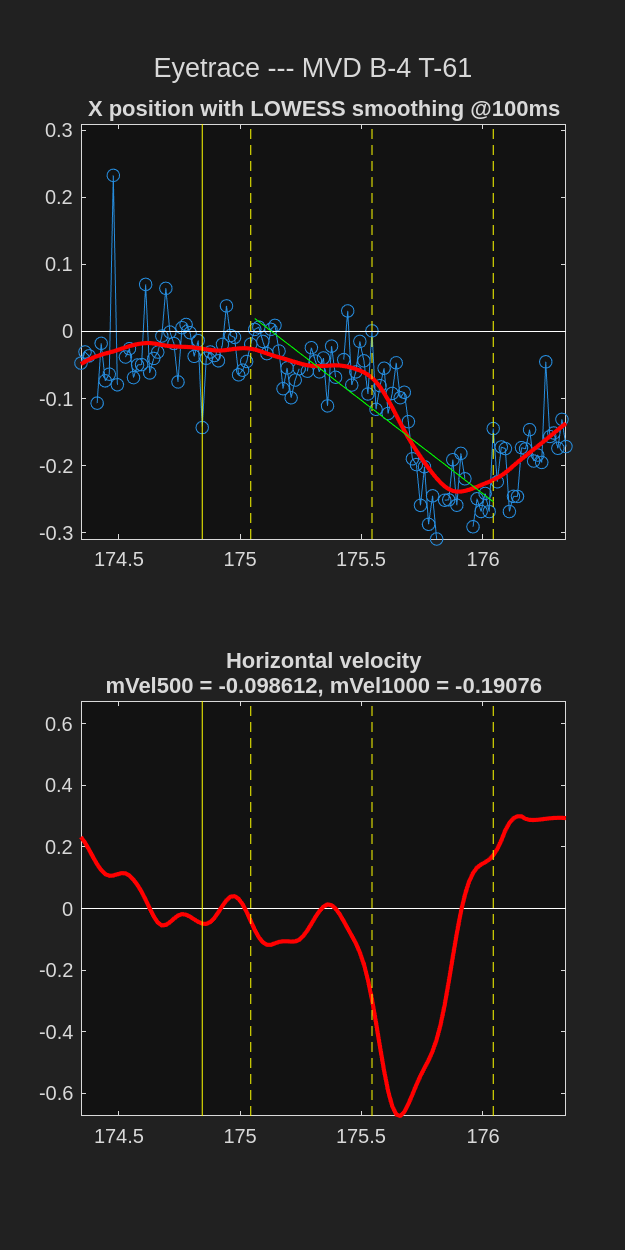 Eyetrace --- MVD B-4 T-61
X position with LOWESS smoothing @100ms
0.3
0.2
0.1
0
-0.1
-0.2
-0.3
174.5 175 175.5 176
Horizontal velocity
mVel500 = -0.098612, mVel1000 = -0.19076
0.6
0.4
0.2
0
-0.2
-0.4
-0.6
174.5 175 175.5 176